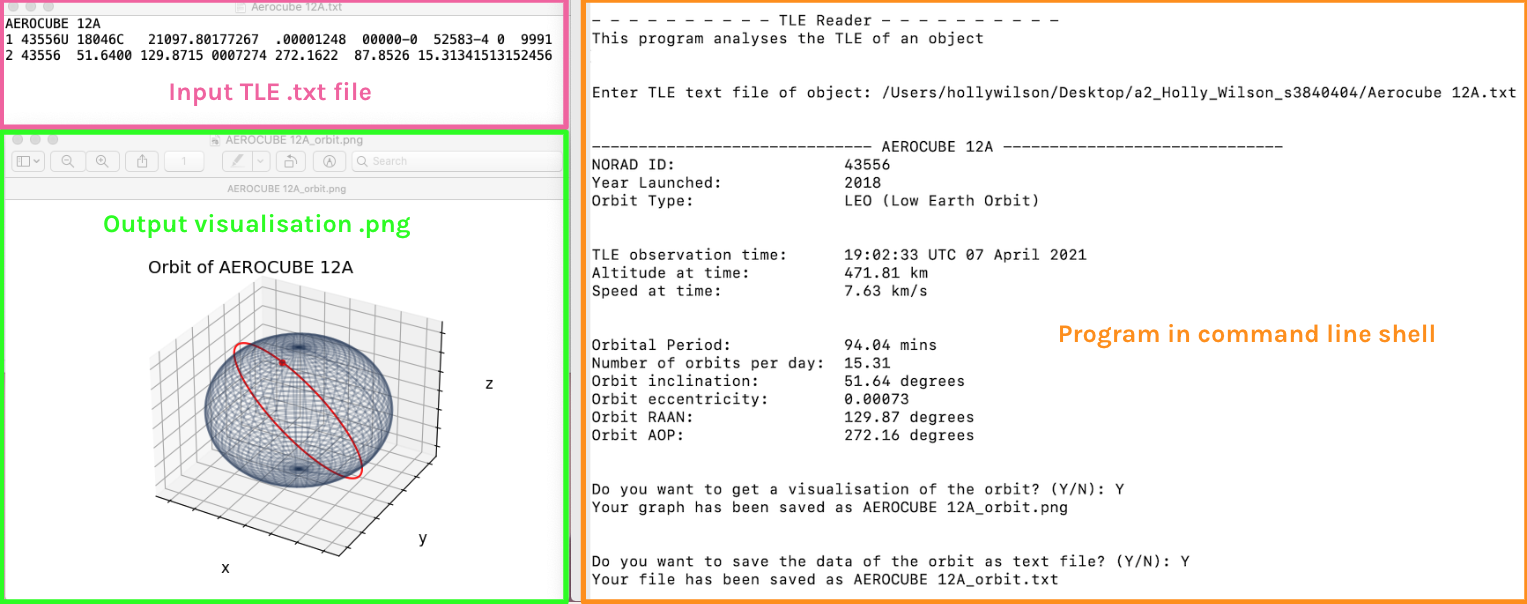 Aerocube 12A.txt
AEROCUBE 12A
1 43556U 18046C   21097.80177267  .00001248  00000-0  52583-4 0  9991
2 43556  51.6400 129.8715 0007274 272.1622  87.8526 15.31341513152456
Input TLE .txt file
AEROCUBE 12A_orbit.png
1
Search
AEROCUBE 12A_orbit.png
Output visualisation .png
Orbit of AEROCUBE 12A
z
y
x
- - - - - - - - - - TLE Reader - - - - - - - - - -
This program analyses the TLE of an object
Enter TLE text file of object: /Users/hollywilson/Desktop/a2_Holly_Wilson_s3840404/Aerocube 12A.txt
------------------------------ AEROCUBE 12A ------------------------------
NORAD ID: 43556
Year Launched: 2018
Orbit Type: LEO (Low Earth Orbit)
TLE observation time: 19:02:33 UTC 07 April 2021
Altitude at time: 471.81 km
Speed at time: 7.63 km/s
Program in command line shell
Orbital Period: 94.04 mins
Number of orbits per day: 15.31
Orbit inclination: 51.64 degrees
Orbit eccentricity: 0.00073
Orbit RAAN: 129.87 degrees
Orbit AOP: 272.16 degrees
Do you want to get a visualisation of the orbit? (Y/N): Y
Your graph has been saved as AEROCUBE 12A_orbit.png
Do you want to save the data of the orbit as text file? (Y/N): Y
Your file has been saved as AEROCUBE 12A_orbit.txt